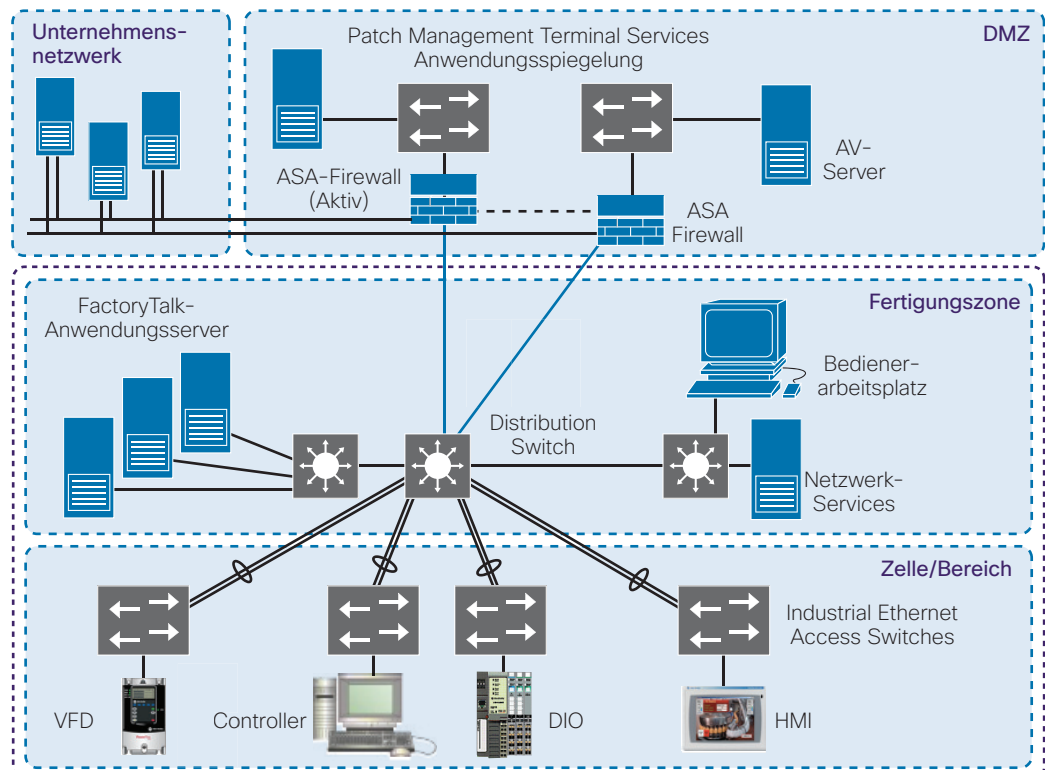 Unternehmens-
netzwerk
Patch Management Terminal Services
Anwendungsspiegelung
DMZ
AV-
Server
ASA-Firewall
(Aktiv)
ASA
Firewall
FactoryTalk-
Anwendungsserver
Fertigungszone
Bediener-
arbeitsplatz
Distribution
Switch
Netzwerk-
Services
Zelle/Bereich
Industrial Ethernet
Access Switches
VFD
Controller
DIO
HMI